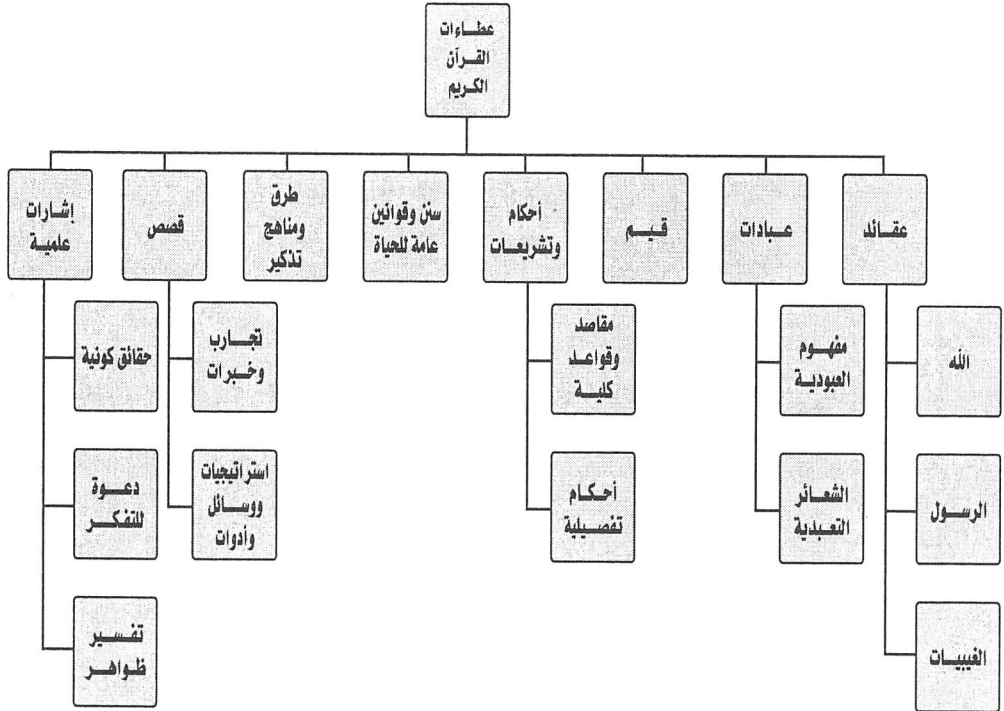 عطاءات
القرآن
الكريم
عقائد
عبادات
قيم
أحكام
وتشريعات
سنن وقوانين
عامة للحياة
طرق
ومناهج
تذكير
قصص
إشارات
علمية
الله
الرسول
الغيبيات
مفهوم
العبودية
الشعائر
التعبدية
مقاصد
وقواعد
كلية
أحكام
تفصيلية
تجارب
وخبرات
استراتيجيات
ووسائل
وأدوات
حقائق كونية
دعوة
للتفكر
تفسير
ظواهر